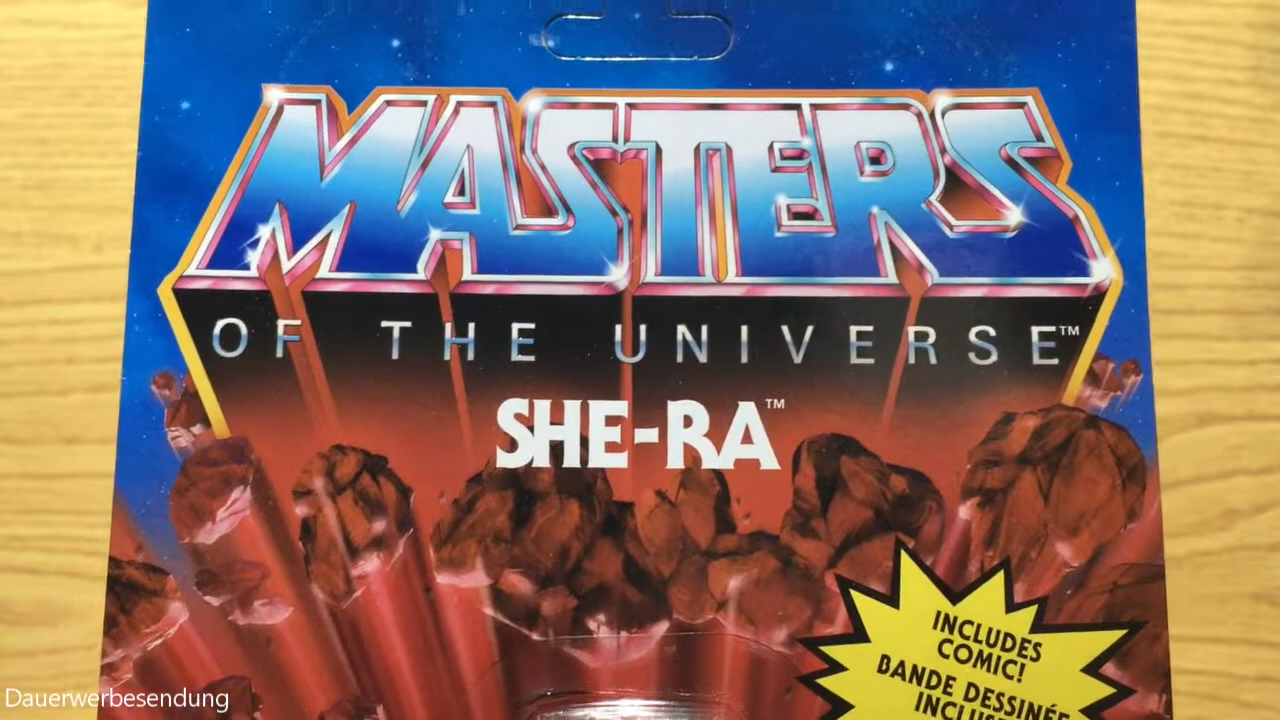 MASTERS
OF THE UNIVERSE™
SHE-RA™
INCLUDES
COMIC!
BANDE DESSINÉE
Dauerwerbesendung